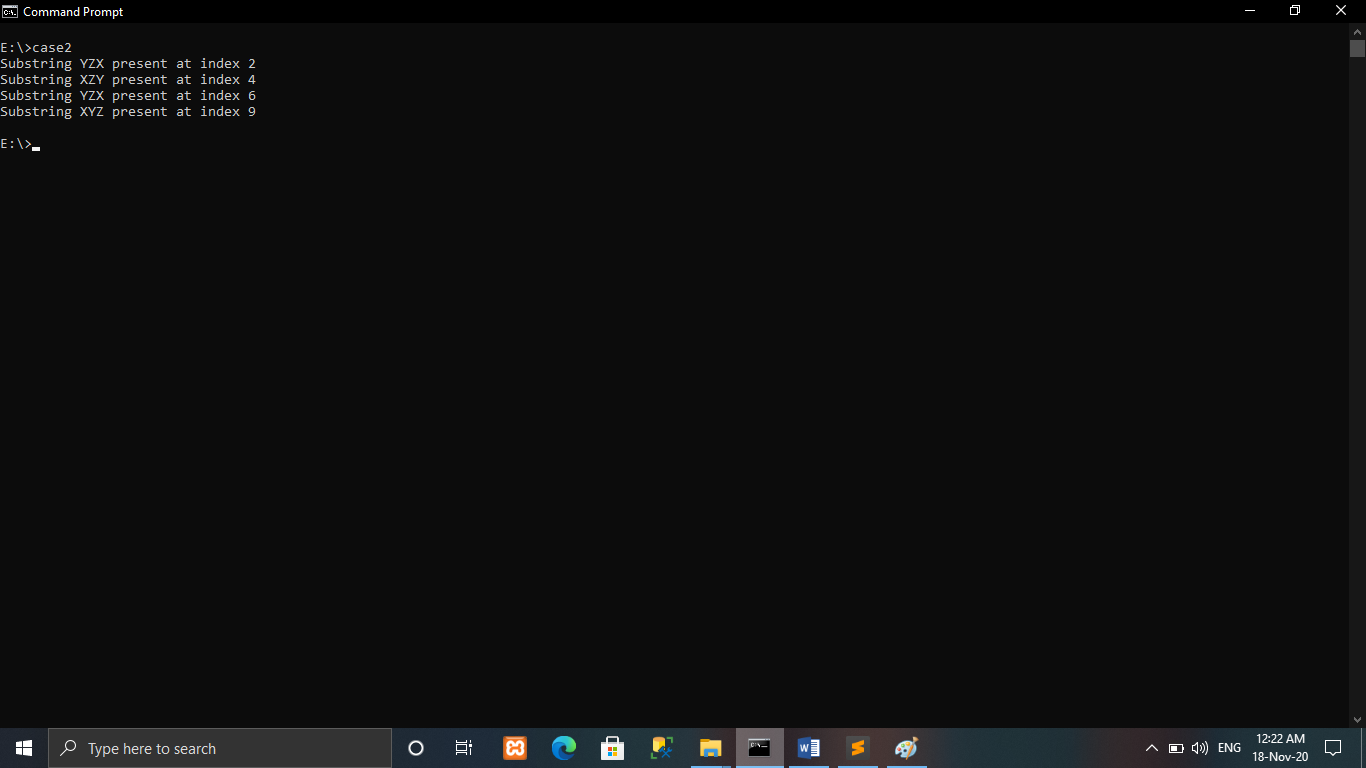 Command Prompt
E:\>case2
Substring YZX present at index 2
Substring XZY present at index 4
Substring YZX present at index 6
Substring XYZ present at index 9
E:\>
Type here to search
ENG
12:22 AM
18-Nov-20